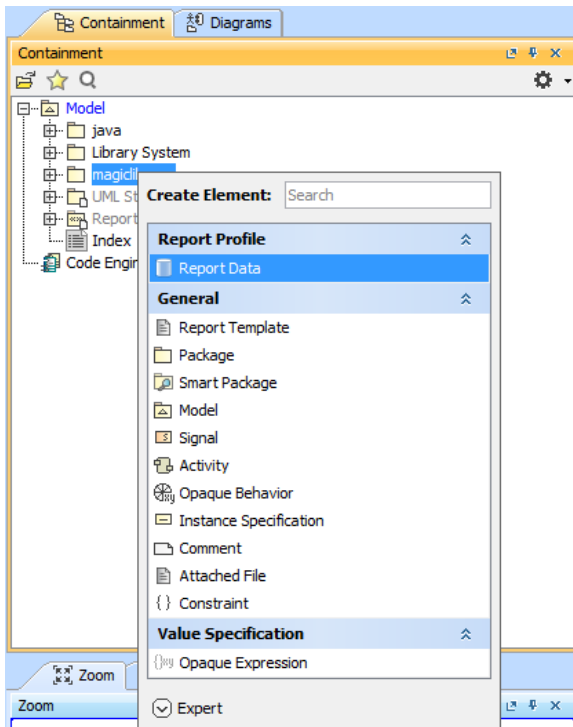 Containment
Diagrams
Containment
Model
java
Library System
magicdl
UML St
Report
Index
Code Engir
Create Element: Search
Report Profile
Report Data
General
Report Template
Package
Smart Package
Model
Signal
Activity
Opaque Behavior
Instance Specification
Comment
Attached File
{ } Constraint
Value Specification
Opaque Expression
Expert
Zoom
Zoom